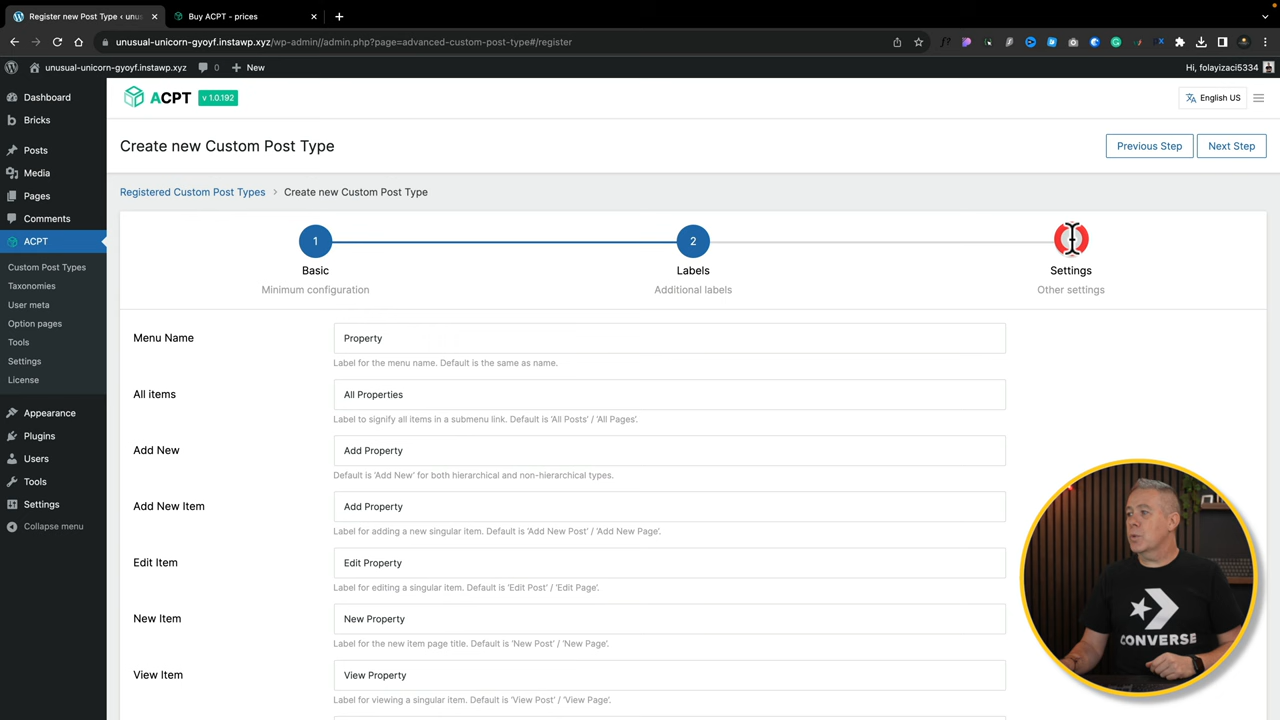 Register new Post Type ‹ unus
Buy ACPT - prices
unusual-unicorn-gyoyf.instawp.xyz/wp-admin//admin.php?page=advanced-custom-post-type#/register
unusual-unicorn-gyoyf.instawp.xyz
0
New
Hi, folayizaci5334
Dashboard
Bricks
Posts
Media
Pages
Comments
ACPT
Custom Post Types
Taxonomies
User meta
Option pages
Tools
Settings
License
Appearance
Plugins
Users
Tools
Settings
Collapse menu
ACPT
v 1.0.192
English US
Create new Custom Post Type
Previous Step
Next Step
Registered Custom Post Types > Create new Custom Post Type
1
2
Basic
Labels
Settings
Minimum configuration
Additional labels
Other settings
Menu Name
Property
Label for the menu name. Default is the same as name.
All items
All Properties
Label to signify all items in a submenu link. Default is 'All Posts' / 'All Pages'.
Add New
Add Property
Default is 'Add New' for both hierarchical and non-hierarchical types.
Add New Item
Add Property
Label for adding a new singular item. Default is 'Add New Post' / 'Add New Page'.
Edit Item
Edit Property
Label for editing a singular item. Default is 'Edit Post' / 'Edit Page'.
New Item
New Property
Label for the new item page title. Default is 'New Post' / 'New Page'.
View Item
View Property
Label for viewing a singular item. Default is 'View Post' / 'View Page'.
CONVERSE